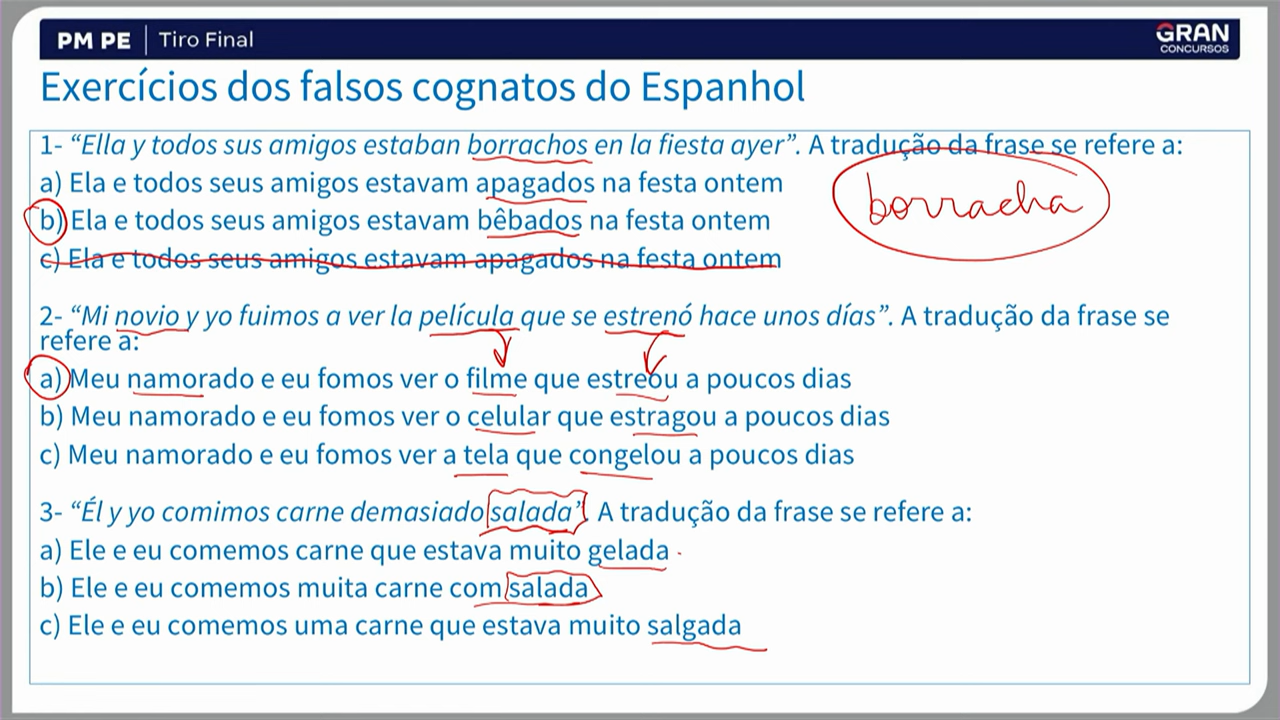 PM PE | Tiro Final
GRAN
CONCURSOS
Exercícios dos falsos cognatos do Espanhol
1- “Ella y todos sus amigos estaban borrachos en la fiesta ayer”. A tradução da frase se refere a:
a) Ela e todos seus amigos estavam apagados na festa ontem
borracha
b) Ela e todos seus amigos estavam bêbados na festa ontem
c) Ela e todos seus amigos estavam apagados na festa ontem
2- “Mi novio y yo fuimos a ver la película que se estrenó hace unos días”. A tradução da frase se
refere a:
a) Meu namorado e eu fomos ver o filme que estreou a poucos dias
b) Meu namorado e eu fomos ver o celular que estragou a poucos dias
c) Meu namorado e eu fomos ver a tela que congelou a poucos dias
3- “Él y yo comimos carne demasiado salada”. A tradução da frase se refere a:
a) Ele e eu comemos carne que estava muito gelada
b) Ele e eu comemos muita carne com salada
c) Ele e eu comemos uma carne que estava muito salgada